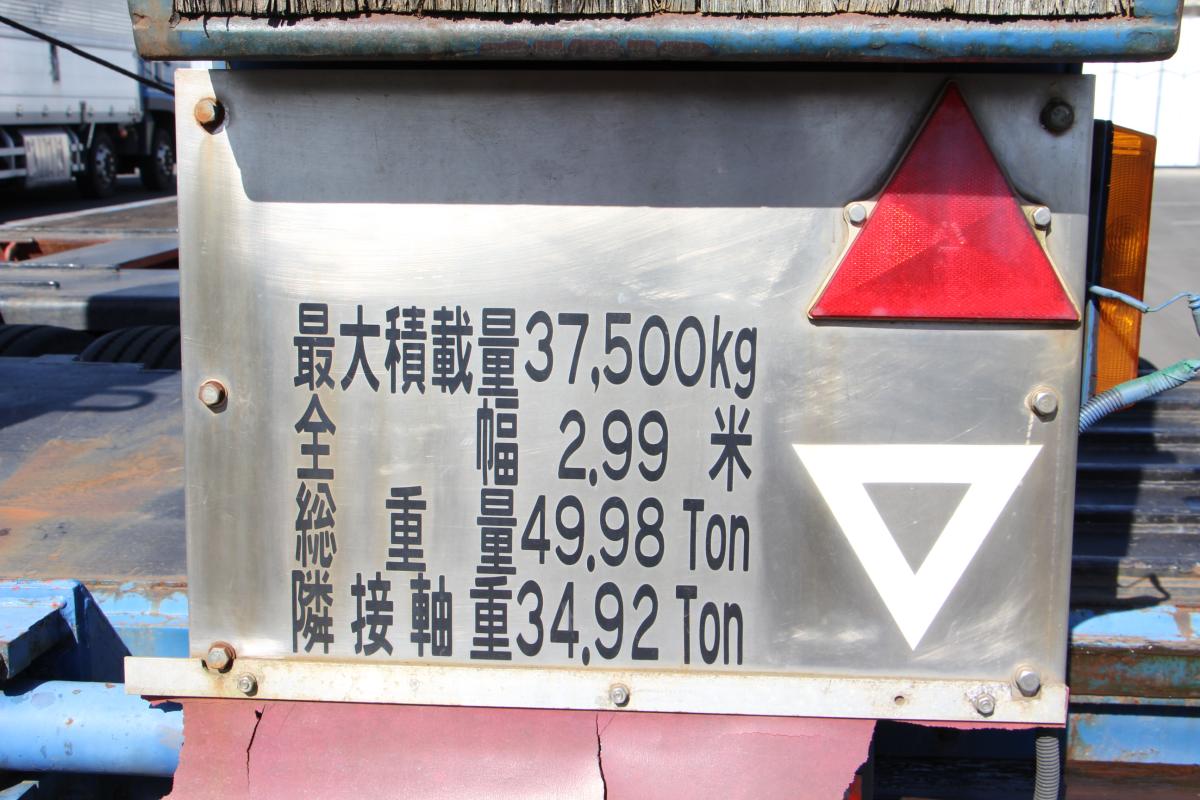 最大積載量37,500kg
全幅 2.99 米
総重量49.98 Ton
隣接軸重34.92 Ton